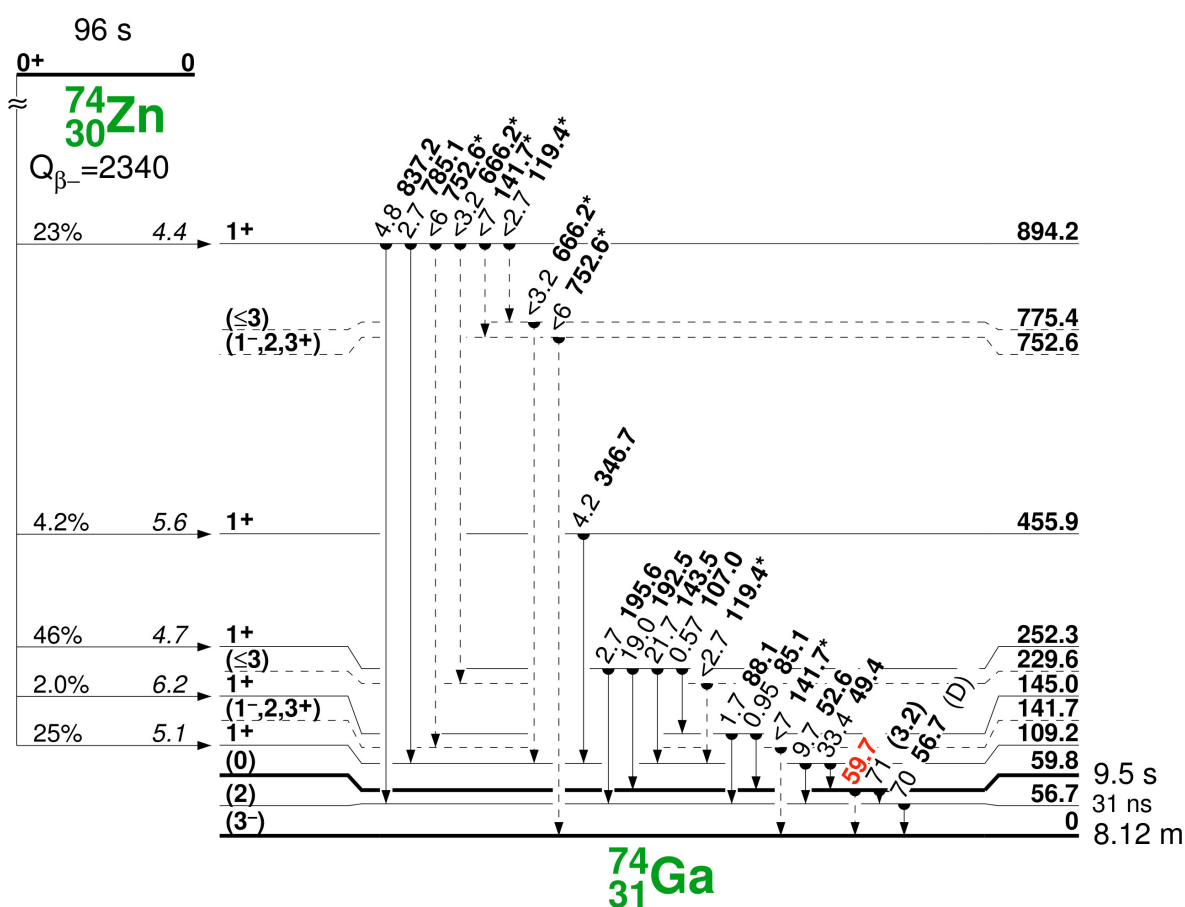 96 s
0+ 0
≈
74
30Zn
Qβ−=2340
4.8 837.2
2.7 785.1
<6 752.6*
<3.2 666.2*
<7 141.7*
<2.7 119.4*
23% 4.4 1+ 894.2
<3.2 666.2*
<6 752.6*
(≤3) 775.4
(1−,2,3+) 752.6
4.2 346.7
4.2% 5.6 1+ 455.9
2.7 195.6
19.0 192.5
21.7 143.5
0.57 107.0
<2.7 119.4*
46% 4.7 1+ 252.3
(≤3) 229.6
2.0% 6.2 1+ 145.0
(1−,2,3+) 141.7
25% 5.1 1+ 109.2
1.7 88.1
0.95 85.1
<7 141.7*
9.7 52.6
33.4 49.4
59.7
71 (3.2)
70 56.7 (D)
(0) 59.8 9.5 s
(2) 56.7 31 ns
(3−) 0 8.12 m
74
31Ga